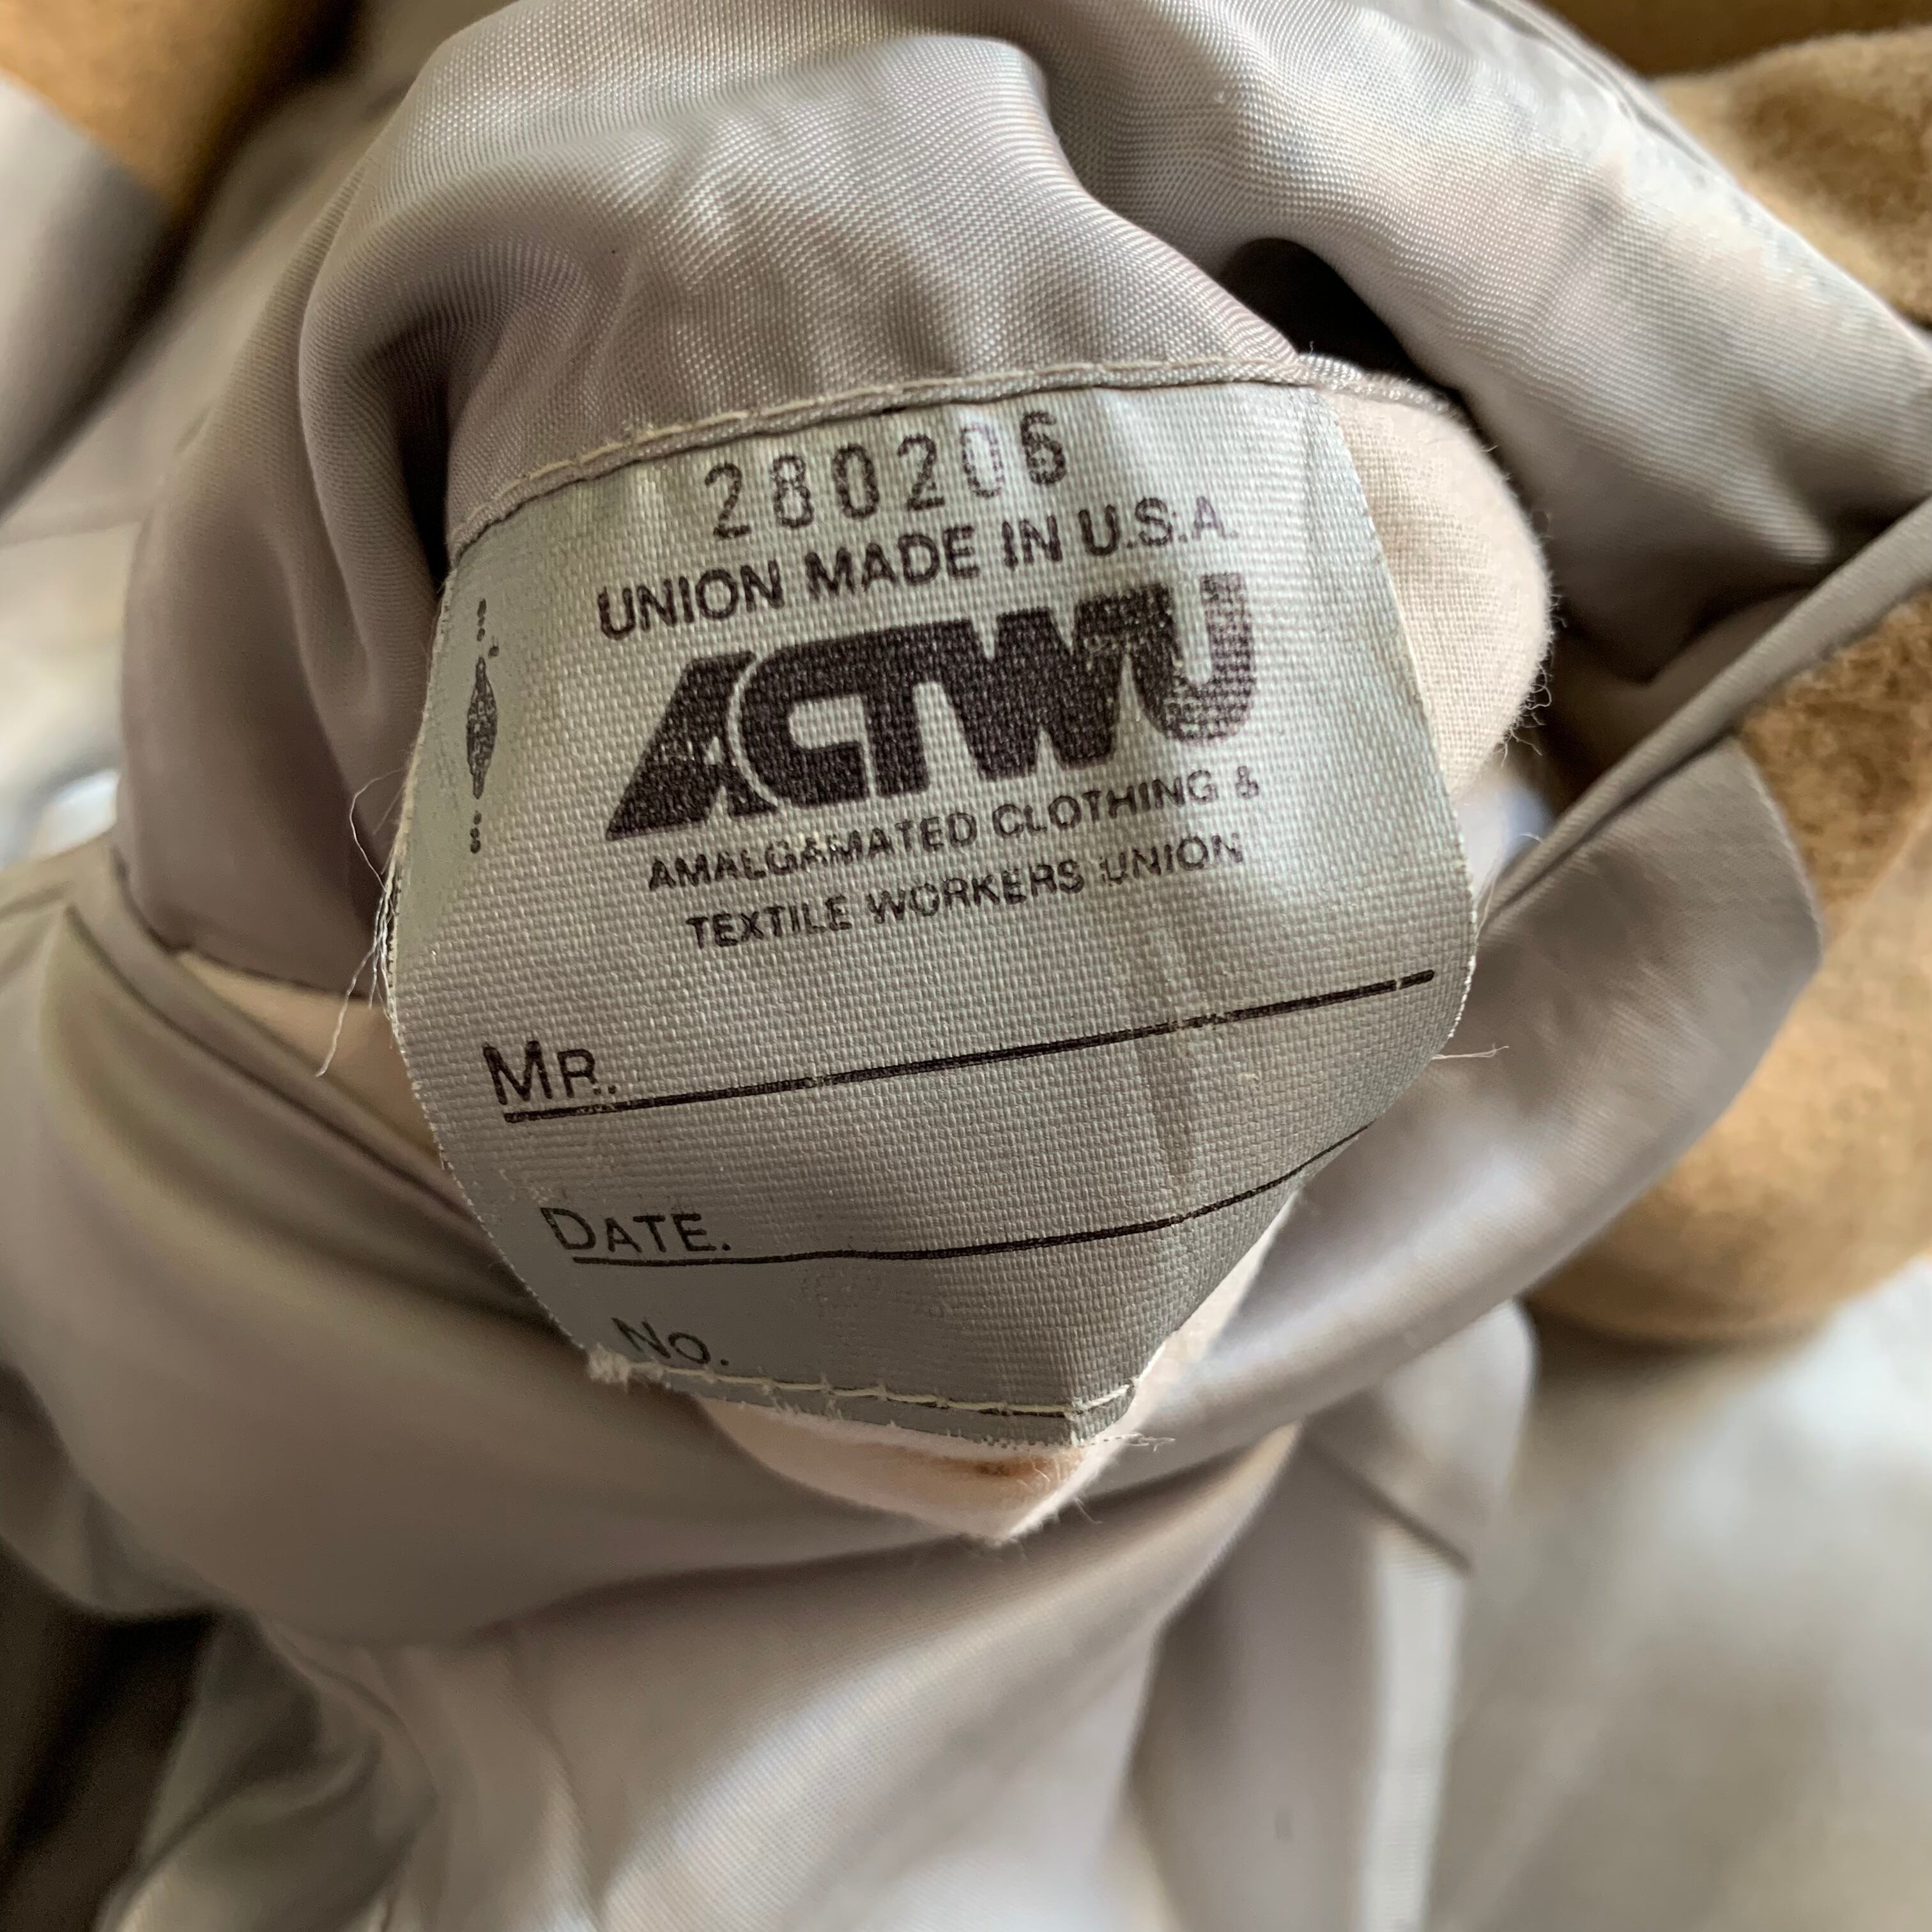 280206
UNION MADE IN U.S.A.
ACTWU
AMALGAMATED CLOTHING &
TEXTILE WORKERS UNION
MR.
DATE.
NO.